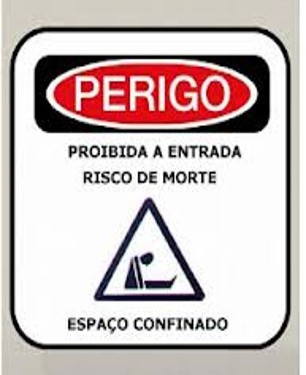 PERIGO
PROIBIDA A ENTRADA
RISCO DE MORTE
ESPAÇO CONFINADO